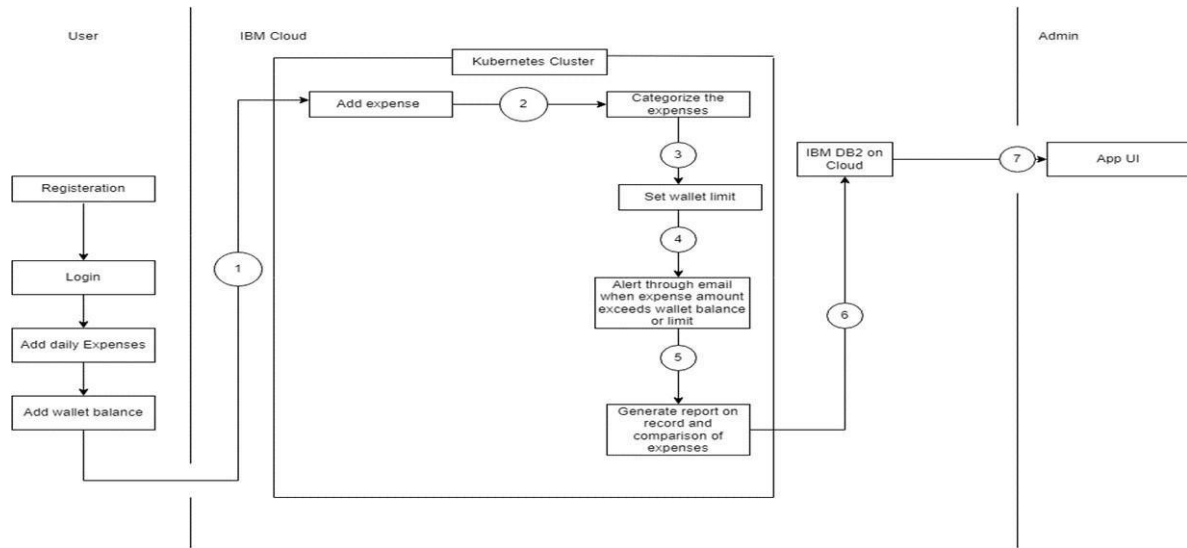 User
IBM Cloud
Admin
Kubernetes Cluster
Add expense
2
Categorize the
expenses
3
IBM DB2 on
Cloud
7
App UI
Registeration
Set wallet limit
4
1
Login
Alert through email
when expense amount
exceeds wallet balance
or limit
6
Add daily Expenses
5
Add wallet balance
Generate report on
record and
comparison of
expenses